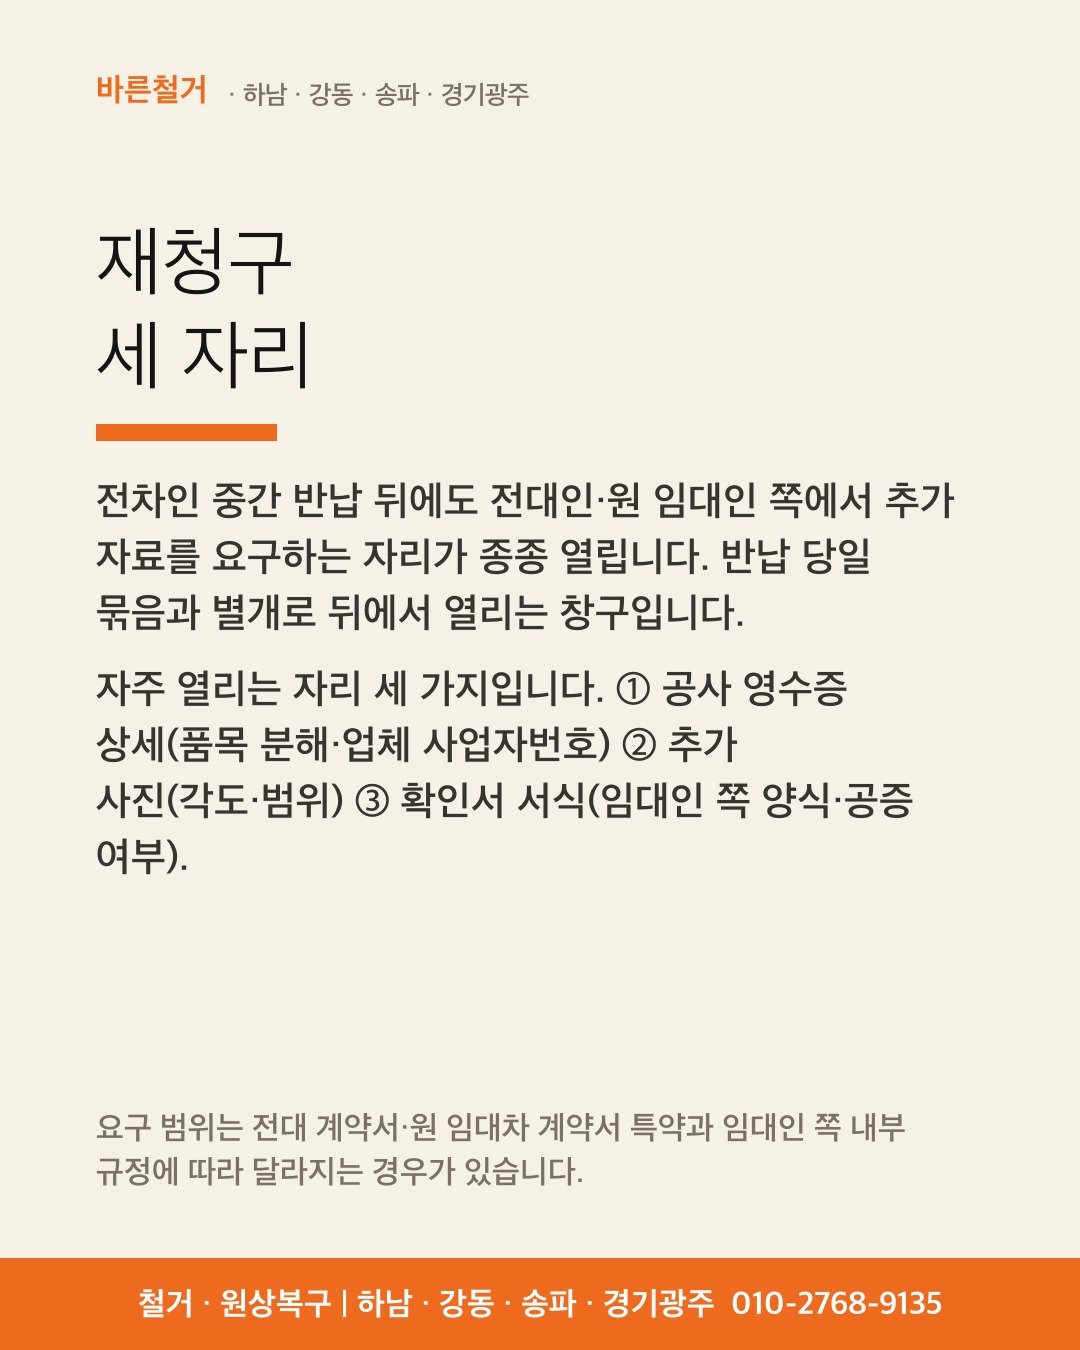 바른철거 · 하남 · 강동 · 송파 · 경기광주
재청구
세 자리
전차인 중간 반납 뒤에도 전대인·원 임대인 쪽에서 추가
자료를 요구하는 자리가 종종 열립니다. 반납 당일
묶음과 별개로 뒤에서 열리는 창구입니다.
자주 열리는 자리 세 가지입니다. ① 공사 영수증
상세(품목 분해·업체 사업자번호) ② 추가
사진(각도·범위) ③ 확인서 서식(임대인 쪽 양식·공증
여부).
요구 범위는 전대 계약서·원 임대차 계약서 특약과 임대인 쪽 내부
규정에 따라 달라지는 경우가 있습니다.
철거 · 원상복구 | 하남 · 강동 · 송파 · 경기광주 010-2768-9135